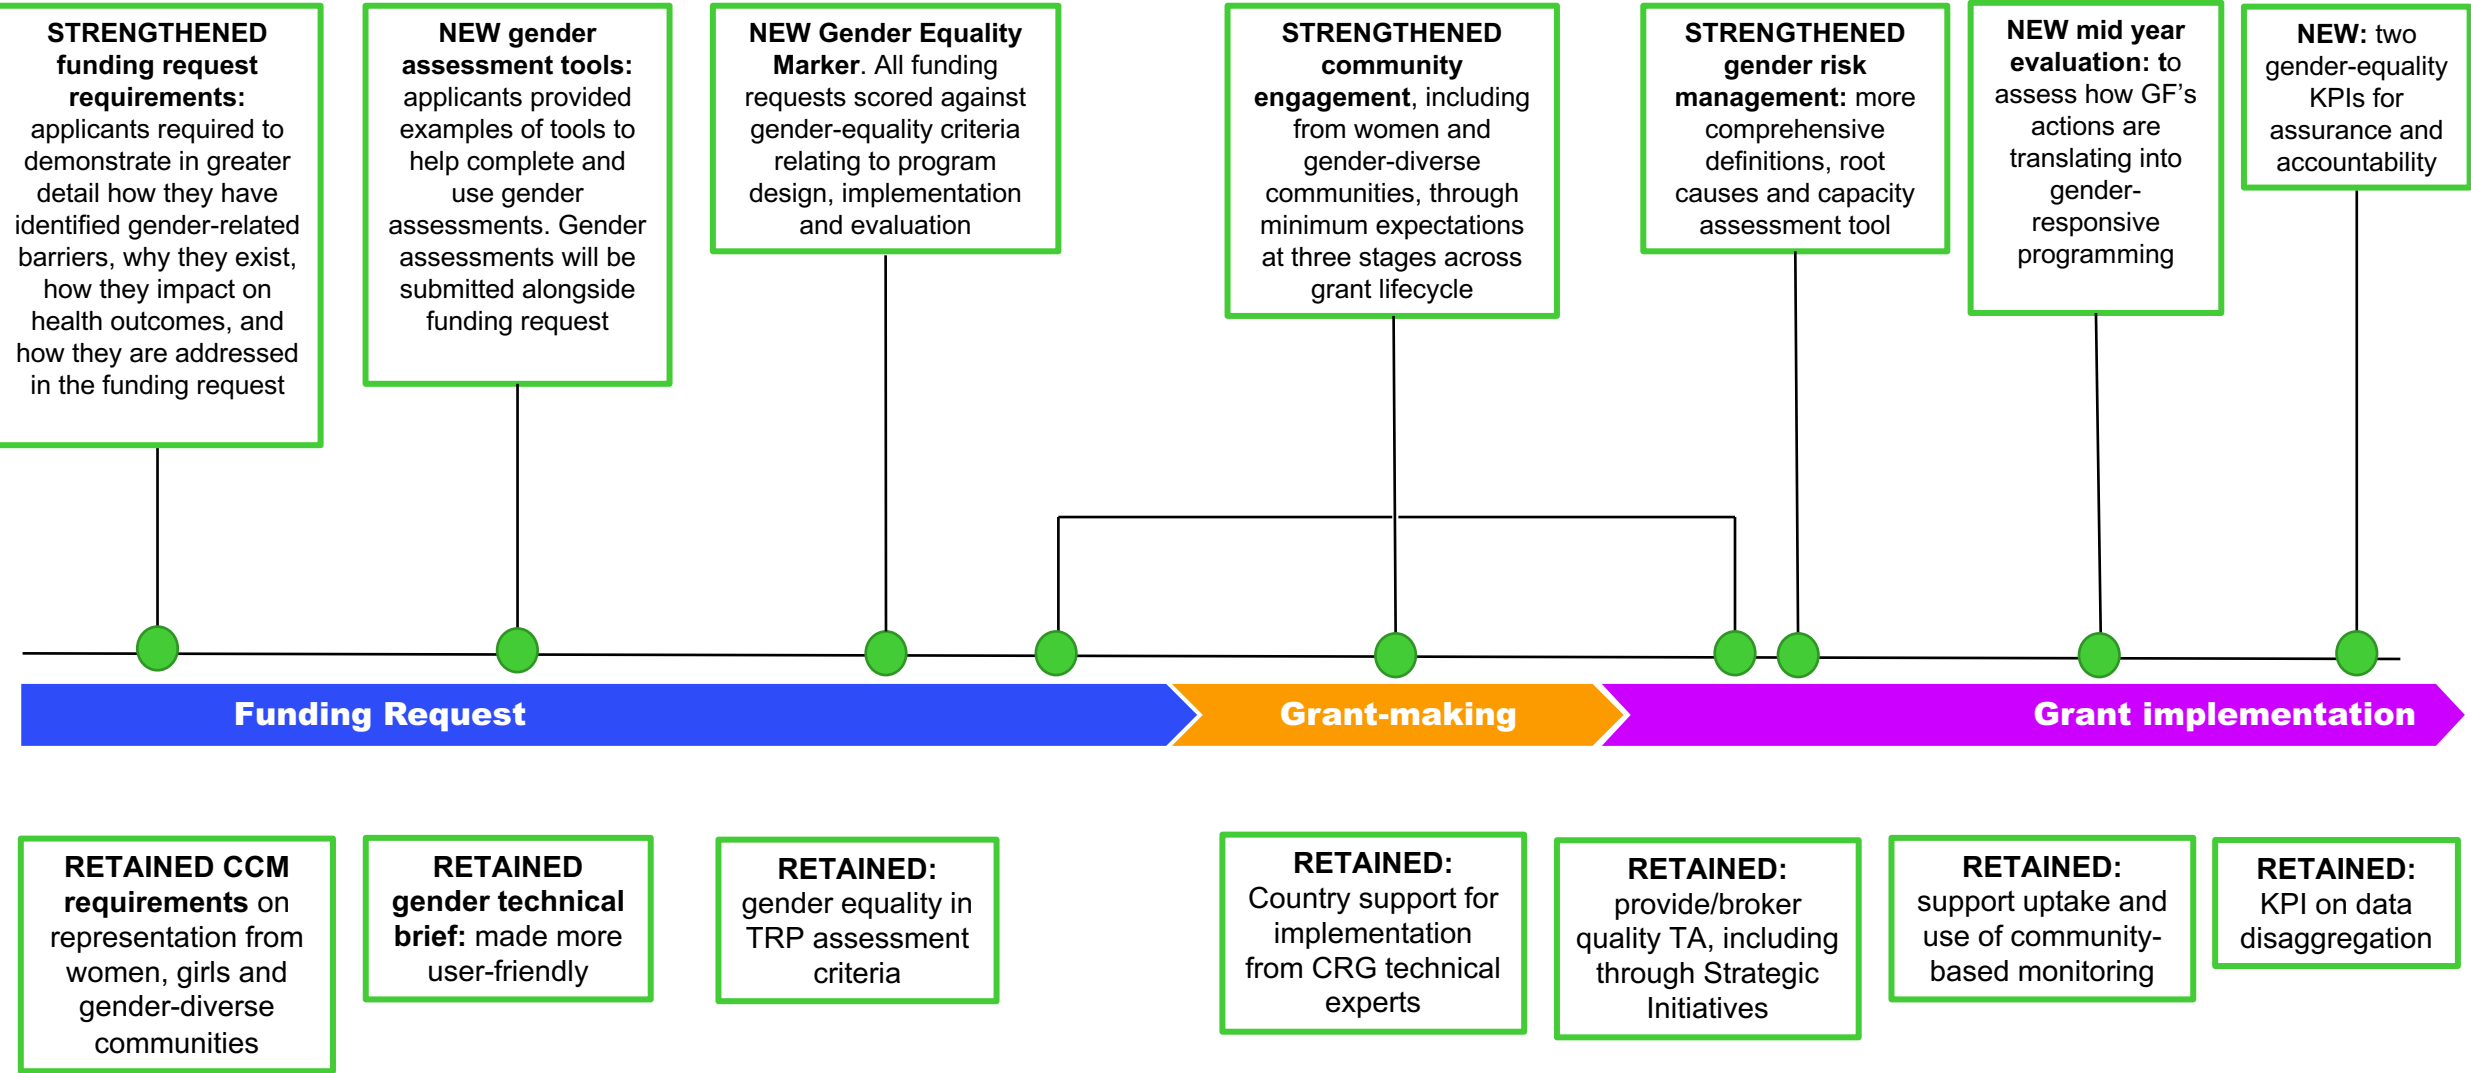 STRENGTHENED
funding request
requirements:
applicants required to
demonstrate in greater
detail how they have
identified gender-related
barriers, why they exist,
how they impact on
health outcomes, and
how they are addressed
in the funding request
NEW gender
assessment tools:
applicants provided
examples of tools to
help complete and
use gender
assessments. Gender
assessments will be
submitted alongside
funding request
NEW Gender Equality
Marker. All funding
requests scored against
gender-equality criteria
relating to program
design, implementation
and evaluation
STRENGTHENED
community
engagement, including
from women and
gender-diverse
communities, through
minimum expectations
at three stages across
grant lifecycle
STRENGTHENED
gender risk
management: more
comprehensive
definitions, root
causes and capacity
assessment tool
NEW mid year
evaluation: to
assess how GF's
actions are
translating into
gender-
responsive
programming
NEW: two
gender-equality
KPIs for
assurance and
accountability
Funding Request
Grant-making
Grant implementation
RETAINED CCM
requirements on
representation from
women, girls and
gender-diverse
communities
RETAINED
gender technical
brief: made more
user-friendly
RETAINED:
gender equality in
TRP assessment
criteria
RETAINED:
Country support for
implementation
from CRG technical
experts
RETAINED:
provide/broker
quality TA, including
through Strategic
Initiatives
RETAINED:
support uptake and
use of community-
based monitoring
RETAINED:
KPI on data
disaggregation